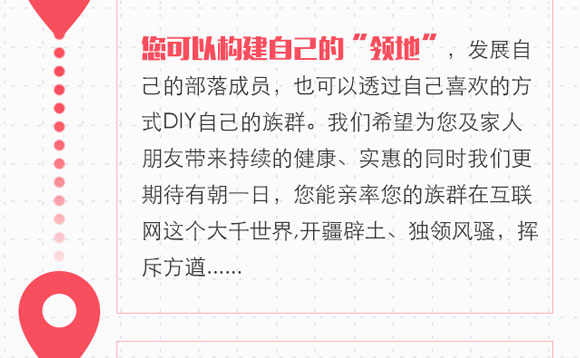 您可以构建自己的“领地”，发展自
己的部落成员，也可以透过自己喜欢的方
式DIY自己的族群。我们希望为您及家人
朋友带来持续的健康、实惠的同时我们更
期待有朝一日，您能亲率您的族群在互联
网这个大千世界,开疆辟土、独领风骚，挥
斥方遒......